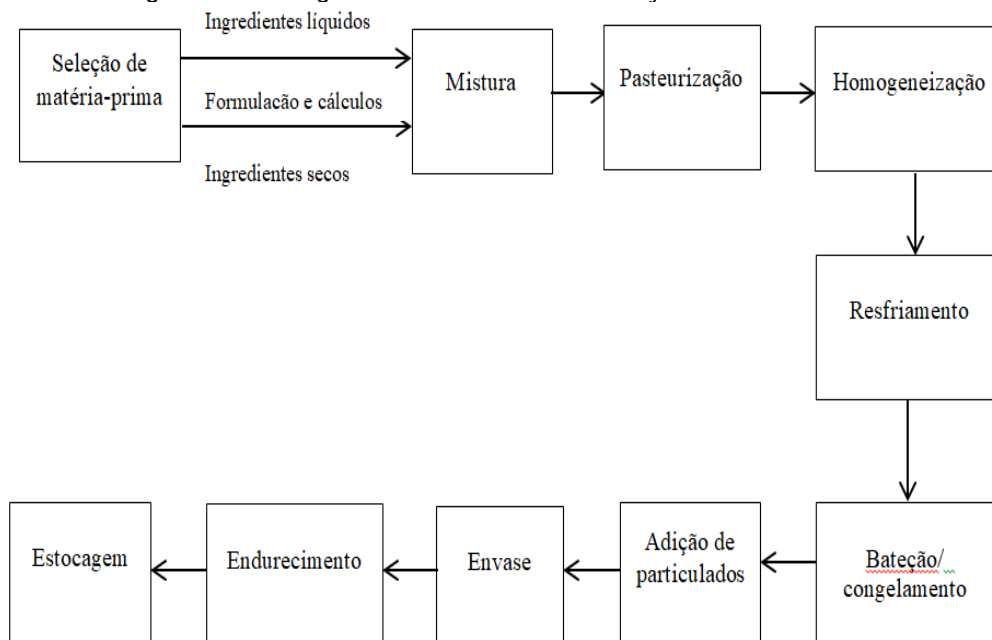 Ingredientes líquidos
Seleção de
matéria-prima
Formulacão e cálculos
Ingredientes secos
Mistura
Pasteurização
Homogeneização
Resfriamento
Bateção/
congelamento
Adição de
particulados
Envase
Endurecimento
Estocagem